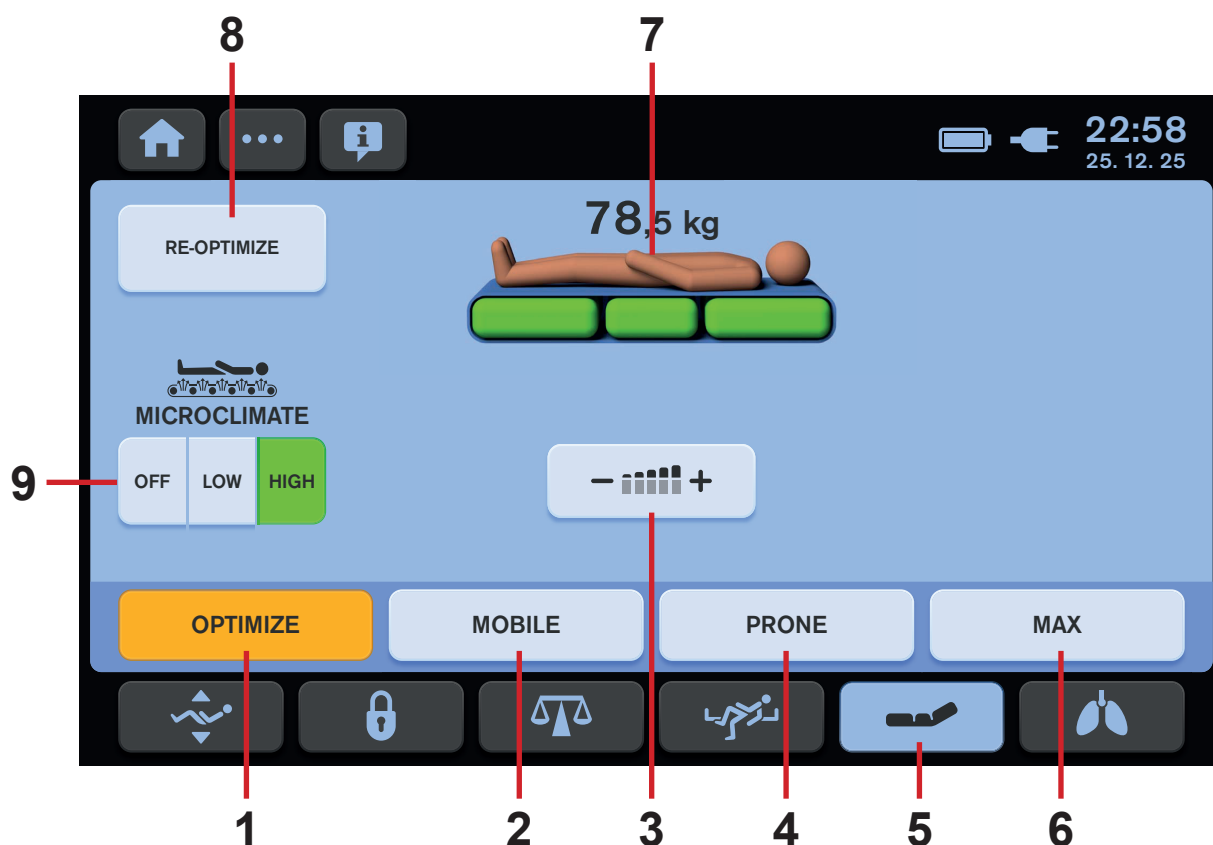 8 7
22:58
25. 12. 25
78,5 kg
RE-OPTIMIZE
MICROCLIMATE
9
OFF LOW HIGH
- +
OPTIMIZE MOBILE PRONE MAX
1 2 3 4 5 6